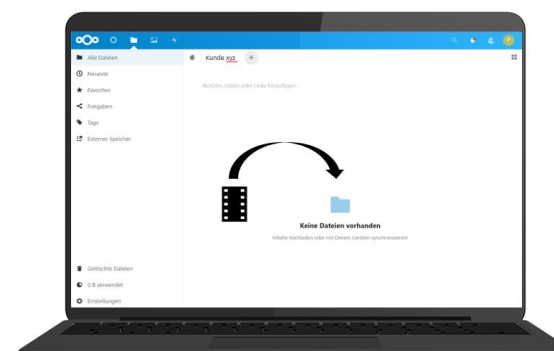 Alle Dateien
Neueste
Favoriten
Freigaben
Tags
Externer Speicher
Kunde xyz +
Notizen, Listen oder Links hinzufügen...
Keine Dateien vorhanden
Inhalte hochladen oder mit Deinen Geräten synchronisieren!
Gelöschte Dateien
0 B verwendet
Einstellungen